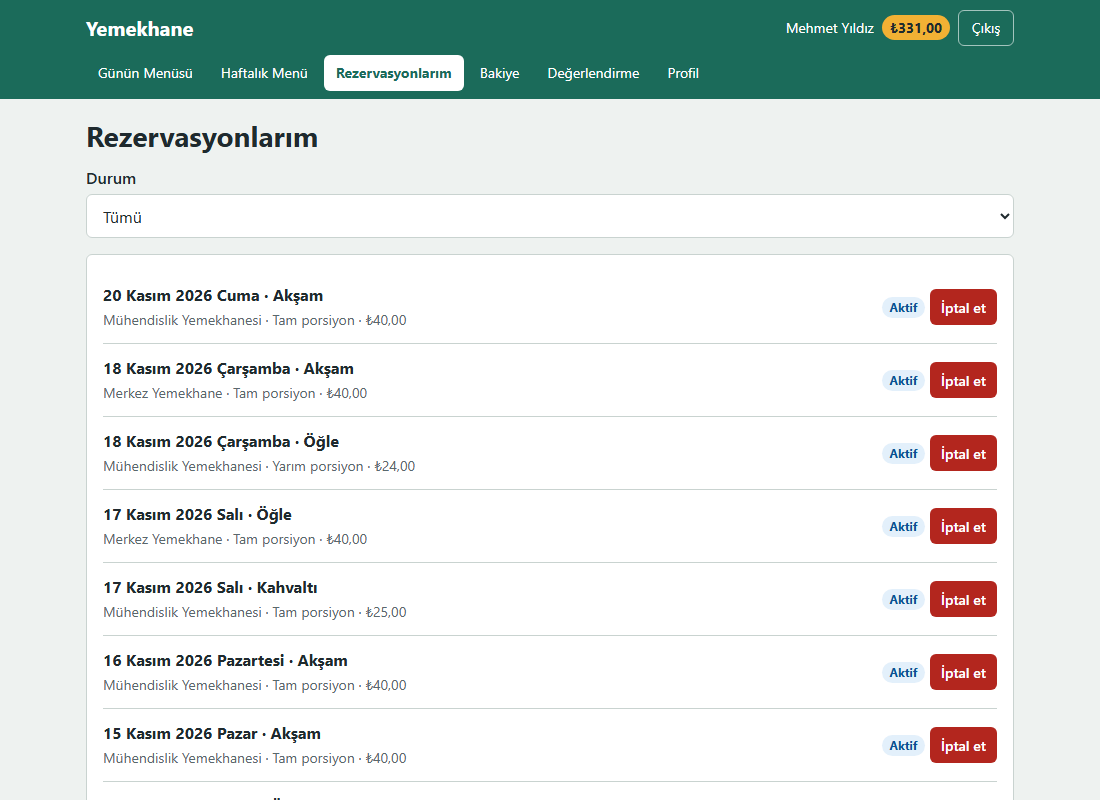 Yemekhane
Mehmet Yıldız ₺331,00 Çıkış
Günün Menüsü Haftalık Menü Rezervasyonlarım Bakiye Değerlendirme Profil
Rezervasyonlarım
Durum
Tümü
20 Kasım 2026 Cuma · Akşam
Mühendislik Yemekhanesi · Tam porsiyon · ₺40,00
Aktif İptal et
18 Kasım 2026 Çarşamba · Akşam
Merkez Yemekhane · Tam porsiyon · ₺40,00
Aktif İptal et
18 Kasım 2026 Çarşamba · Öğle
Mühendislik Yemekhanesi · Yarım porsiyon · ₺24,00
Aktif İptal et
17 Kasım 2026 Salı · Öğle
Merkez Yemekhane · Tam porsiyon · ₺40,00
Aktif İptal et
17 Kasım 2026 Salı · Kahvaltı
Mühendislik Yemekhanesi · Tam porsiyon · ₺25,00
Aktif İptal et
16 Kasım 2026 Pazartesi · Akşam
Mühendislik Yemekhanesi · Tam porsiyon · ₺40,00
Aktif İptal et
15 Kasım 2026 Pazar · Akşam
Mühendislik Yemekhanesi · Tam porsiyon · ₺40,00
Aktif İptal et